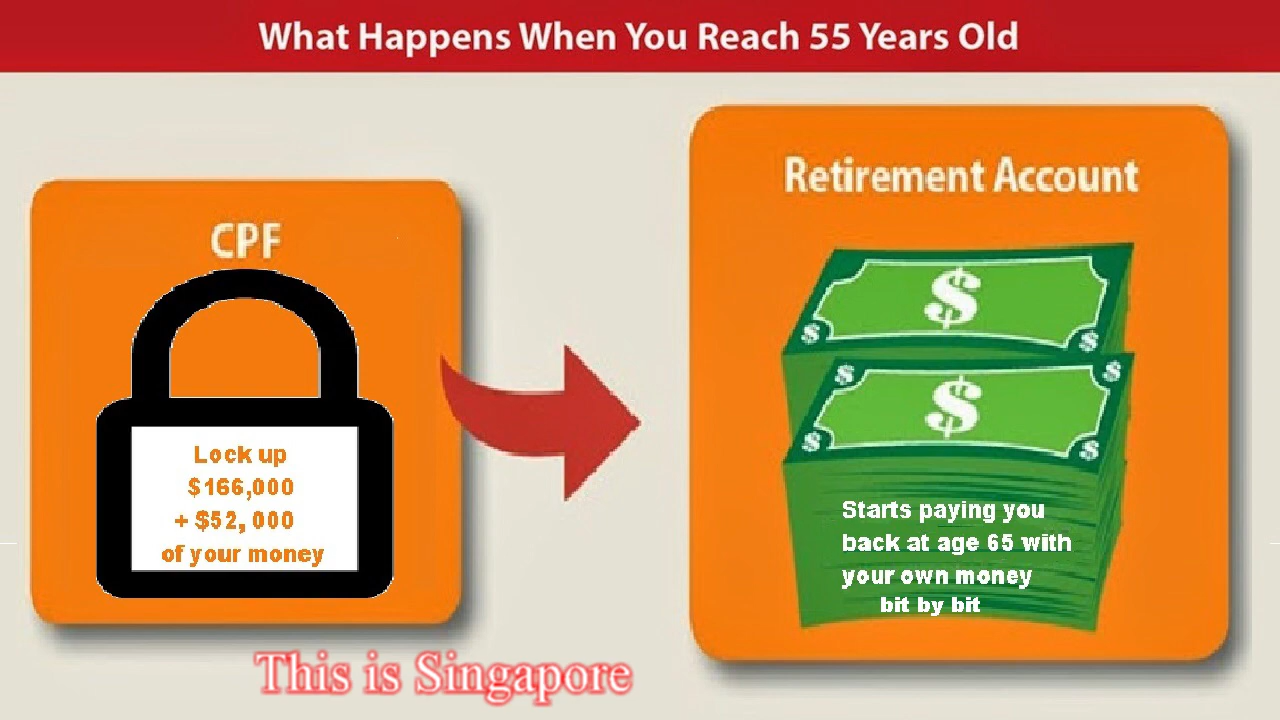 What Happens When You Reach 55 Years Old
CPF
Lock up
$166,000
+ $52, 000
of your money
Retirement Account
$
$
$
$
$
$
$
$
Starts paying you
back at age 65 with
your own money
bit by bit
This is Singapore